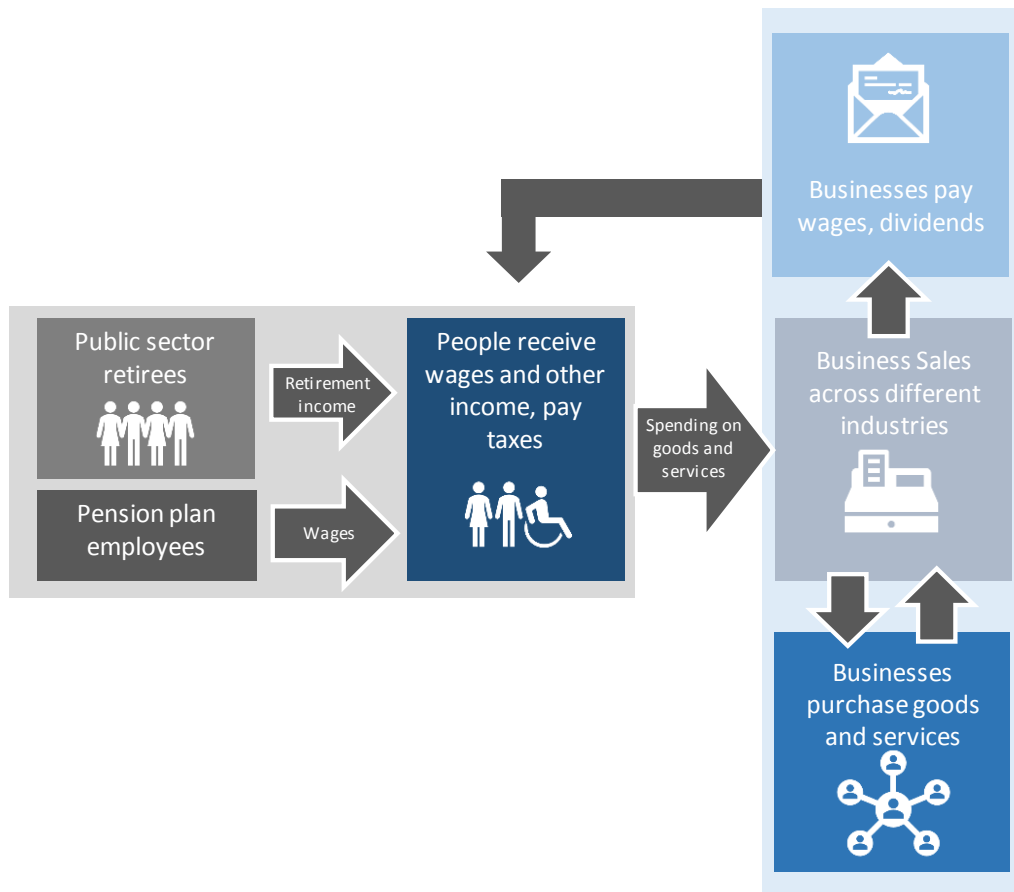 Public sector
retirees
Retirement
income
Pension plan
employees
Wages
People receive
wages and other
income, pay
taxes
Spending on
goods and
services
Businesses pay
wages, dividends
Business Sales
across different
industries
Businesses
purchase goods
and services